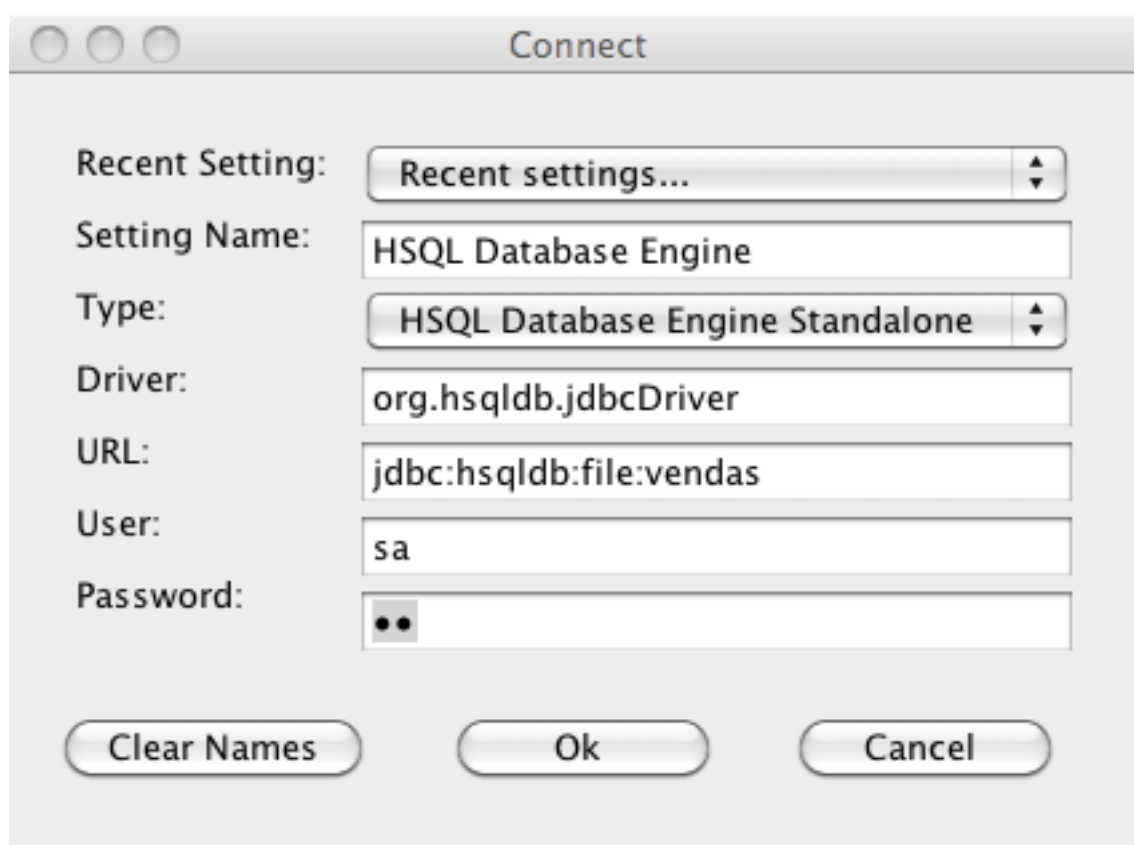 Connect
Recent Setting: Recent settings...
Setting Name: HSQL Database Engine
Type: HSQL Database Engine Standalone
Driver: org.hsqldb.jdbcDriver
URL: jdbc:hsqldb:file:vendas
User: sa
Password: ••
Clear Names Ok Cancel